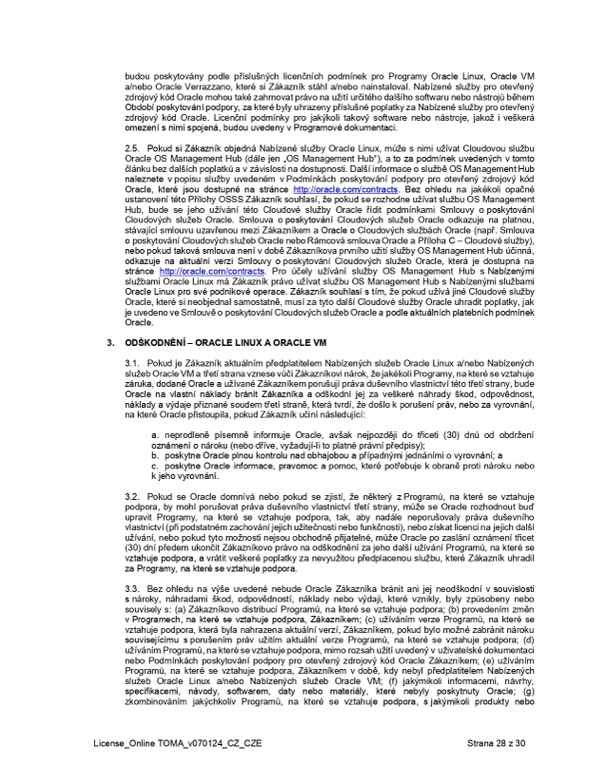 budou poskytovány podle příslušných licenčních podmínek pro Programy Oracle Linux, Oracle VM
a/nebo Oracle Verrazzano, které si Zákazník stáhl a/nebo nainstaloval. Nabízené služby pro otevřený
zdrojový kód Oracle mohou také zahrnovat právo na užití určitého dalšího softwaru nebo nástrojů během
Období poskytování podpory, za které byly uhrazeny příslušné poplatky za Nabízené služby pro otevřený
zdrojový kód Oracle. Licenční podmínky pro jakýkoli takový software nebo nástroje, jakož i veškerá
omezení s nimi spojená, budou uvedeny v Programové dokumentaci.
2.5. Pokud si Zákazník objedná Nabízené služby Oracle Linux, může s nimi užívat Cloudovou službu
Oracle OS Management Hub (dále jen „OS Management Hub“), a to za podmínek uvedených v tomto
článku bez dalších poplatků a v závislosti na dostupnosti. Další informace o službě OS Management Hub
naleznete v popisu služby uvedeném v Podmínkách poskytování podpory pro otevřený zdrojový kód
Oracle, které jsou dostupné na stránce http://oracle.com/contracts. Bez ohledu na jakékoli opačné
ustanovení této Přílohy OSSS Zákazník souhlasí, že pokud se rozhodne užívat službu OS Management
Hub, bude se jeho užívání této Cloudové služby Oracle řídit podmínkami Smlouvy o poskytování
Cloudových služeb Oracle. Smlouva o poskytování Cloudových služeb Oracle odkazuje na platnou,
stávající smlouvu uzavřenou mezi Zákazníkem a Oracle o Cloudových službách Oracle (např. Smlouva
o poskytování Cloudových služeb Oracle nebo Rámcová smlouva Oracle a Příloha C – Cloudové služby),
nebo pokud taková smlouva není v době Zákazníkova prvního užití služby OS Management Hub účinná,
odkazuje na aktuální verzi Smlouvy o poskytování Cloudových služeb Oracle, která je dostupná na
stránce http://oracle.com/contracts. Pro účely užívání služby OS Management Hub s Nabízenými
službami Oracle Linux má Zákazník právo užívat službu OS Management Hub s Nabízenými službami
Oracle Linux pro své podnikové operace. Zákazník souhlasí s tím, že pokud užívá jiné Cloudové služby
Oracle, které si neobjednal samostatně, musí za tyto další Cloudové služby Oracle uhradit poplatky, jak
je uvedeno ve Smlouvě o poskytování Cloudových služeb Oracle a podle aktuálních platebních podmínek
Oracle.
3. ODŠKODNĚNÍ – ORACLE LINUX A ORACLE VM
3.1. Pokud je Zákazník aktuálním předplatitelem Nabízených služeb Oracle Linux a/nebo Nabízených
služeb Oracle VM a třetí strana vznese vůči Zákazníkovi nárok, že jakékoli Programy, na které se vztahuje
záruka, dodané Oracle a užívané Zákazníkem porušují práva duševního vlastnictví této třetí strany, bude
Oracle na vlastní náklady bránit Zákazníka a odškodní jej za veškeré náhrady škod, odpovědnost,
náklady a výdaje přiznané soudem třetí straně, která tvrdí, že došlo k porušení práv, nebo za vyrovnání,
na které Oracle přistoupila, pokud Zákazník učiní následující:
a. neprodleně písemně informuje Oracle, avšak nejpozději do třiceti (30) dnů od obdržení
oznámení o nároku (nebo dříve, vyžadují-li to platné právní předpisy);
b. poskytne Oracle plnou kontrolu nad obhajobou a případnými jednáními o vyrovnání; a
c. poskytne Oracle informace, pravomoc a pomoc, které potřebuje k obraně proti nároku nebo
k jeho vyrovnání.
3.2. Pokud se Oracle domnívá nebo pokud se zjistí, že některý z Programů, na které se vztahuje
podpora, by mohl porušovat práva duševního vlastnictví třetí strany, může se Oracle rozhodnout buď
upravit Programy, na které se vztahuje podpora, tak, aby nadále neporušovaly práva duševního
vlastnictví (při podstatném zachování jejich užitečnosti nebo funkčnosti), nebo získat licenci na jejich další
užívání, nebo pokud tyto možnosti nejsou obchodně přijatelné, může Oracle po zaslání oznámení třicet
(30) dní předem ukončit Zákazníkovo právo na odškodnění za jeho další užívání Programů, na které se
vztahuje podpora, a vrátit veškeré poplatky za nevyužitou předplacenou službu, které Zákazník uhradil
za Programy, na které se vztahuje podpora.
3.3. Bez ohledu na výše uvedené nebude Oracle Zákazníka bránit ani jej neodškodní v souvislosti
s nároky, náhradami škod, odpovědností, náklady nebo výdaji, které vznikly, byly způsobeny nebo
souvisely s: (a) Zákazníkovo distribucí Programů, na které se vztahuje podpora; (b) provedením změn
v Programech, na které se vztahuje podpora, Zákazníkem; (c) užíváním verze Programů, na které se
vztahuje podpora, která byla nahrazena aktuální verzí, Zákazníkem, pokud bylo možné zabránit nároku
souvisejícímu s porušením práv užitím aktuální verze Programů, na které se vztahuje podpora; (d)
užíváním Programů, na které se vztahuje podpora, mimo rozsah užití uvedený v uživatelské dokumentaci
nebo Podmínkách poskytování podpory pro otevřený zdrojový kód Oracle Zákazníkem; (e) užíváním
Programů, na které se vztahuje podpora, Zákazníkem v době, kdy nebyl předplatitelem Nabízených
služeb Oracle Linux a/nebo Nabízených služeb Oracle VM; (f) jakýmikoli informacemi, návrhy,
specifikacemi, návody, softwarem, daty nebo materiály, které nebyly poskytnuty Oracle; (g)
zkombinováním jakýchkoliv Programů, na které se vztahuje podpora, s jakýmikoli produkty nebo
License_Online TOMA_v070124_CZ_CZE
Strana 28 z 30